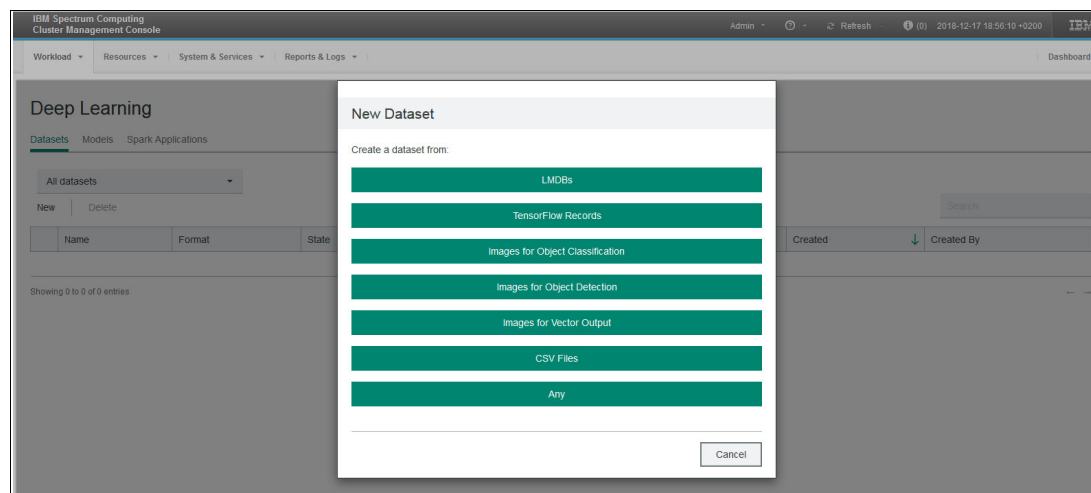 IBM Spectrum Computing
Cluster Management Console
Admin
Refresh
(0) 2018-12-17 18:56:10 +0200
IBM
Workload
Resources
System & Services
Reports & Logs
Dashboard
Deep Learning
Datasets Models Spark Applications
All datasets
New Delete
Search
Name Format State Created Created By
Showing 0 to 0 of 0 entries
New Dataset
Create a dataset from:
LMDBs
TensorFlow Records
Images for Object Classification
Images for Object Detection
Images for Vector Output
CSV Files
Any
Cancel